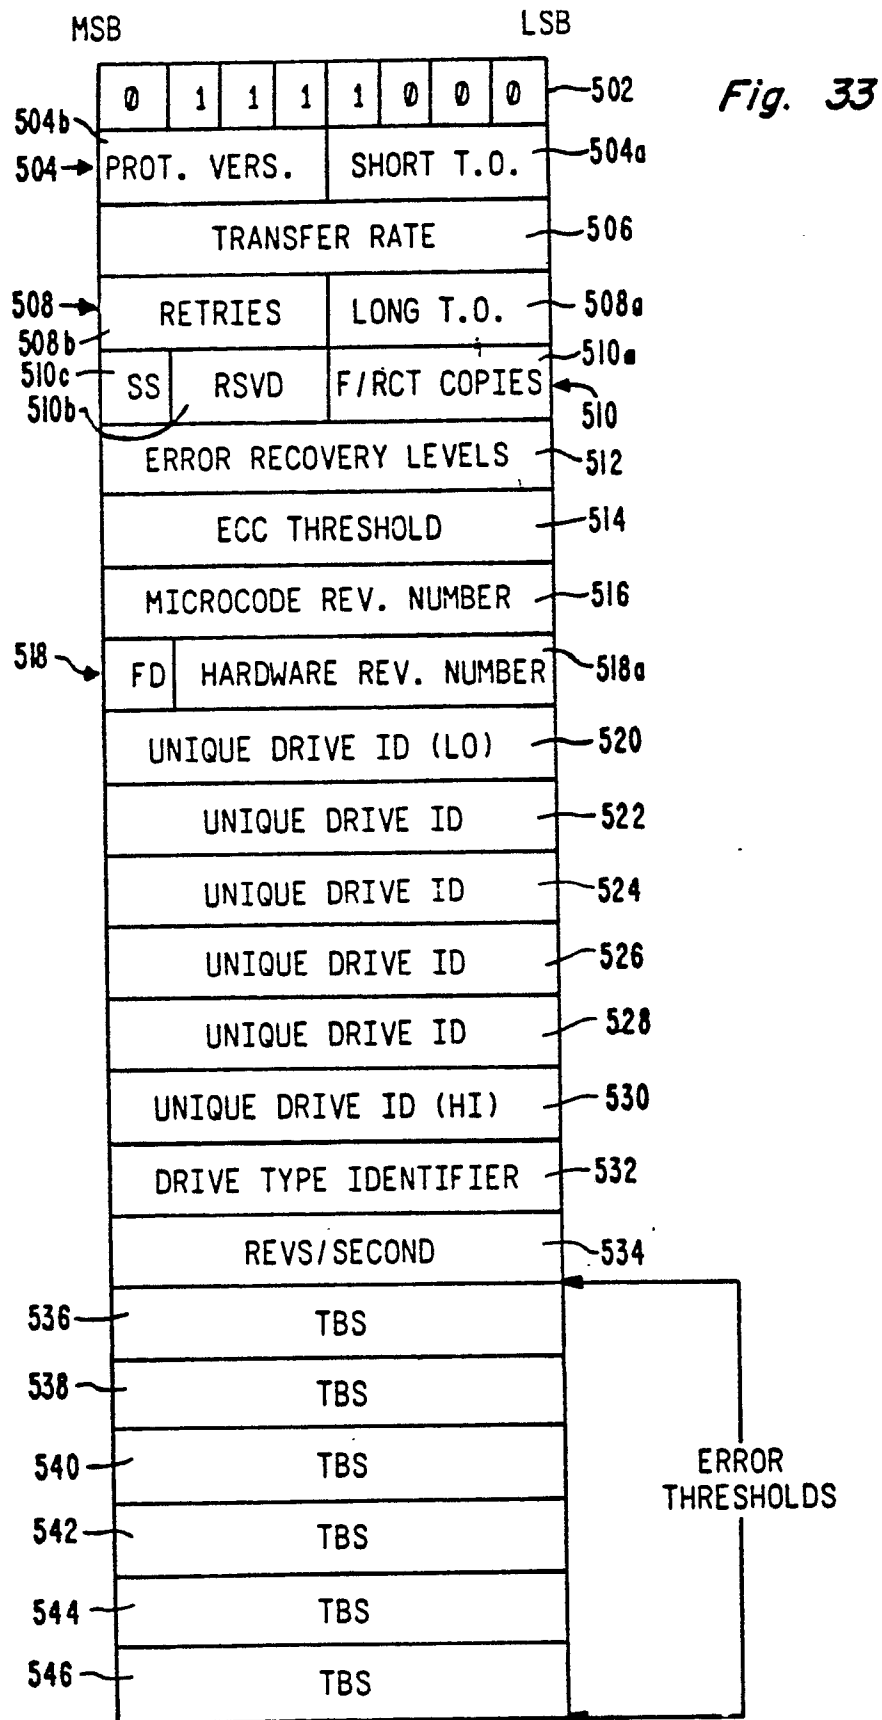 MSB LSB
0 1 1 1 1 0 0 0 502 Fig. 33
504b
504 PROT. VERS. SHORT T.O. 504a
TRANSFER RATE 506
508 RETRIES LONG T.O. 508a
508b
510c SS RSVD F/RCT COPIES 510a
510b 510
ERROR RECOVERY LEVELS 512
ECC THRESHOLD 514
MICROCODE REV. NUMBER 516
518 FD HARDWARE REV. NUMBER 518a
UNIQUE DRIVE ID (LO) 520
UNIQUE DRIVE ID 522
UNIQUE DRIVE ID 524
UNIQUE DRIVE ID 526
UNIQUE DRIVE ID 528
UNIQUE DRIVE ID (HI) 530
DRIVE TYPE IDENTIFIER 532
REVS/SECOND 534
536 TBS
538 TBS
540 TBS
542 TBS
544 TBS
546 TBS
ERROR
THRESHOLDS